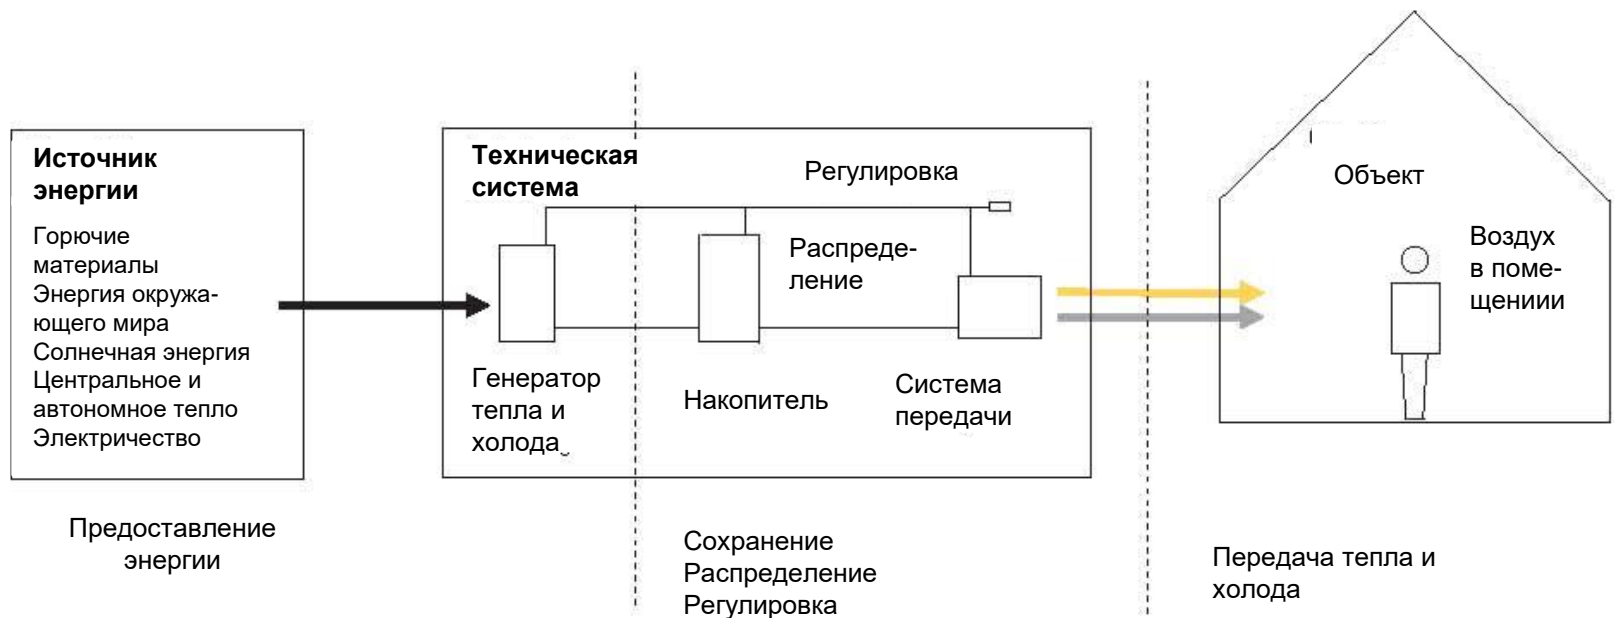 Источник
энергии
Горючие
материалы
Энергия окружа-
ющего мира
Солнечная энергия
Центральное и
автономное тепло
Электричество
Предоставление
энергии
Техническая
система
Регулировка
Распреде-
ление
Генератор
тепла и
холода
Накопитель
Система
передачи
Сохранение
Распределение
Регулировка
Объект
Воздух
в поме-
щениии
Передача тепла и
холода